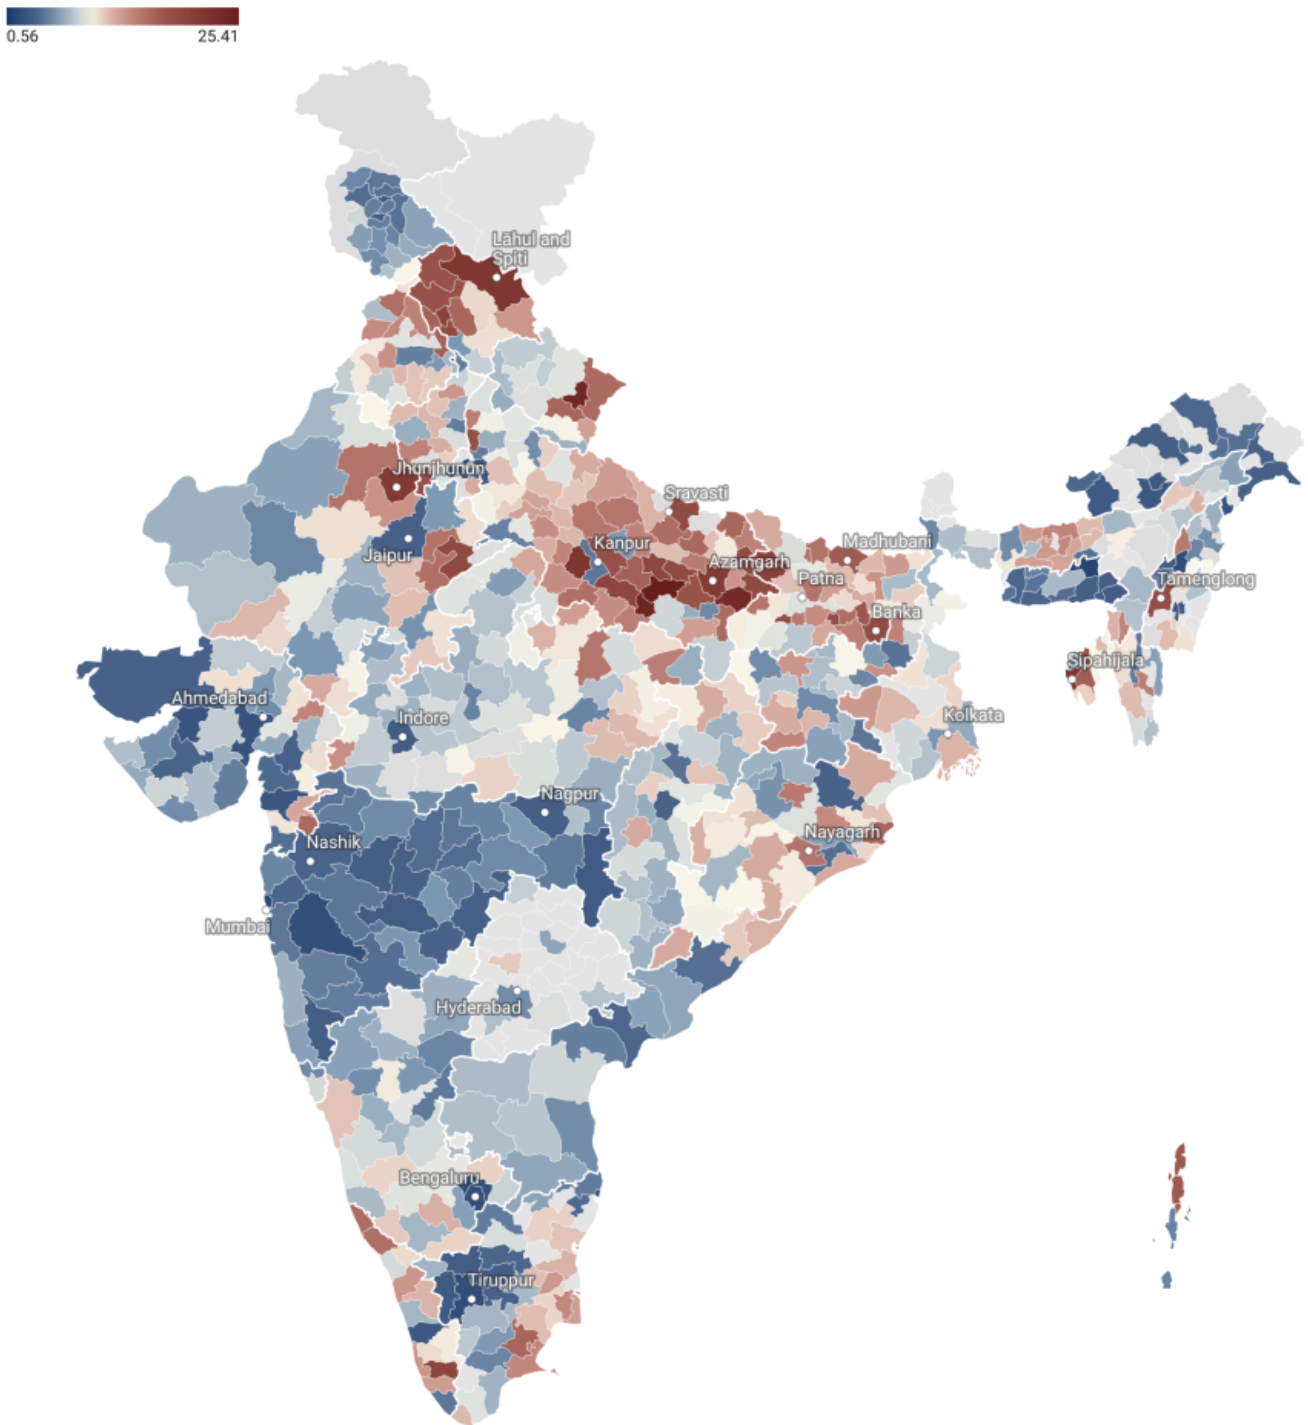 0.56 25.41
Lāhul and
Spiti
Jhunjhunun
Sravasti
Jaipur
Kanpur
Madhubani
Azamgarh
Patna
Tamenglong
Banka
Sipahijala
Ahmedabad
Indore
Kolkata
Nagpur
Nayagarh
Nashik
Mumbai
Hyderabad
Bengaluru
Tiruppur